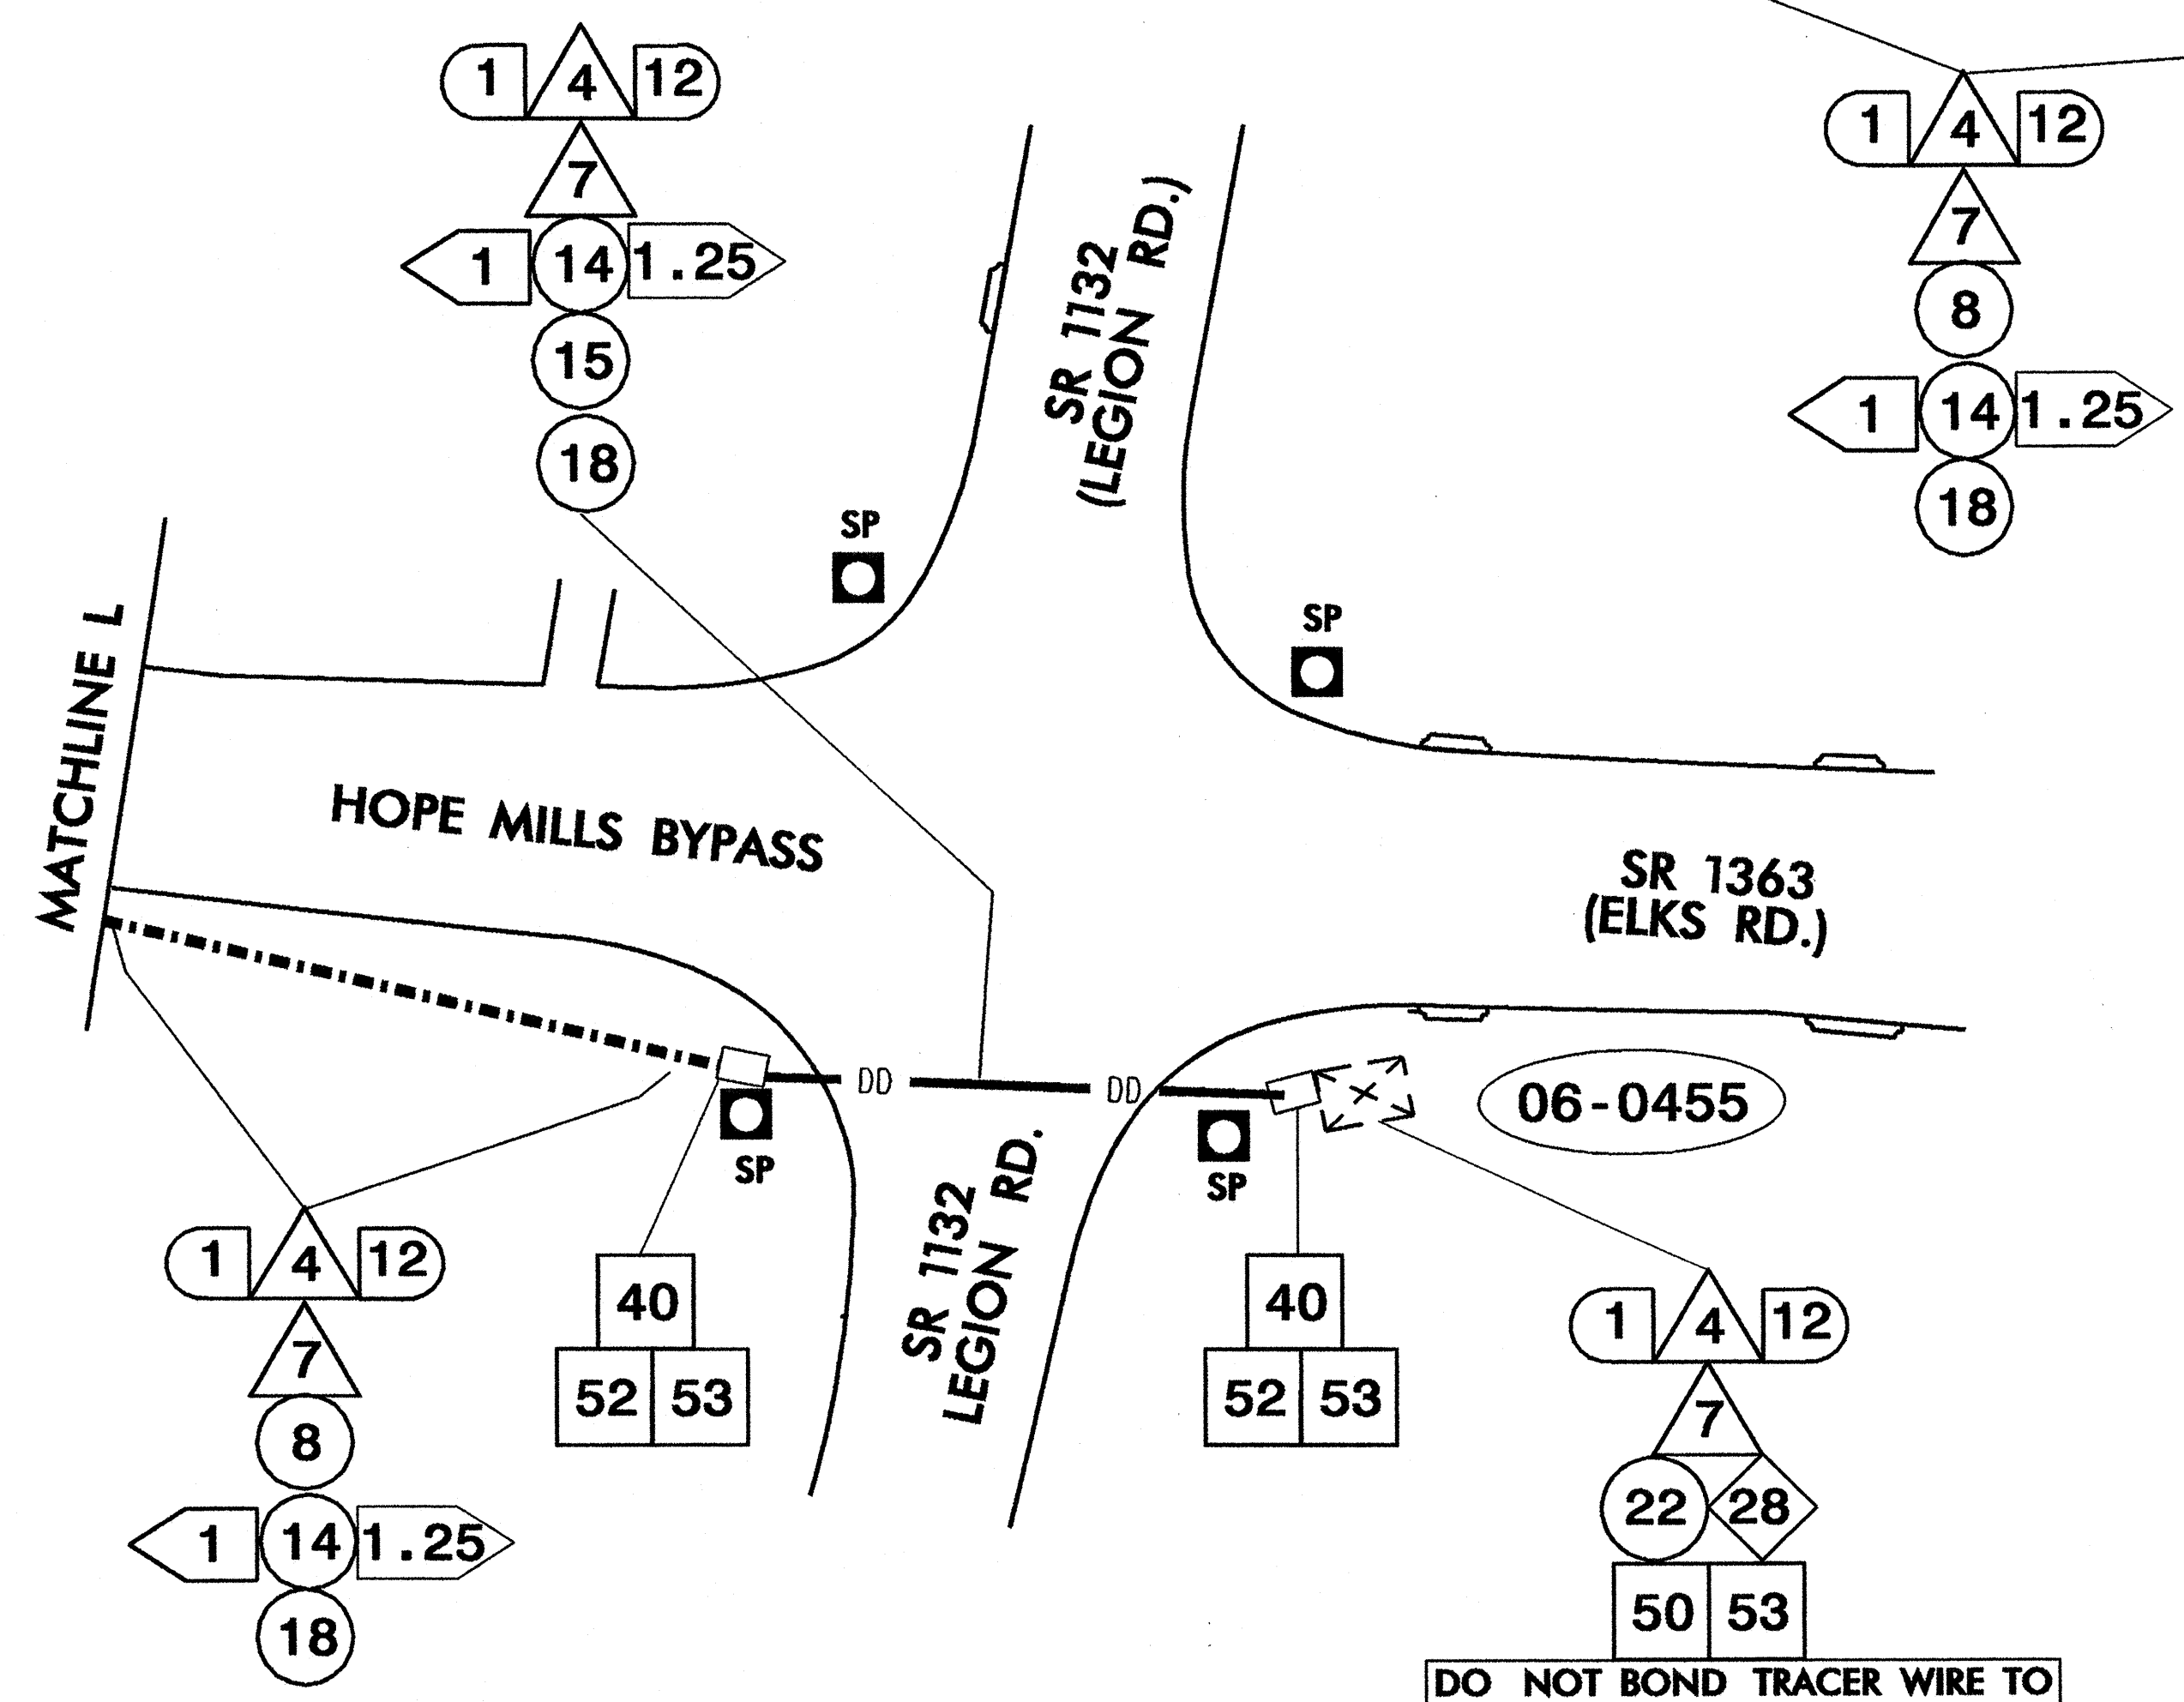 1 4 12
7
1 14 1.25
15
18
1 4 12
7
8
1 14 1.25
18
SR 1132
(LEGION RD.)
SP
SP
MATCHLINE L
HOPE MILLS BYPASS
SR 1363
(ELKS RD.)
DD
DD
06-0455
SP
SP
SR 1132
LEGION RD.
1 4 12
7
8
1 14 1.25
18
40
52 53
40
52 53
1 4 12
7
22 28
50 53
DO NOT BOND TRACER WIRE TO